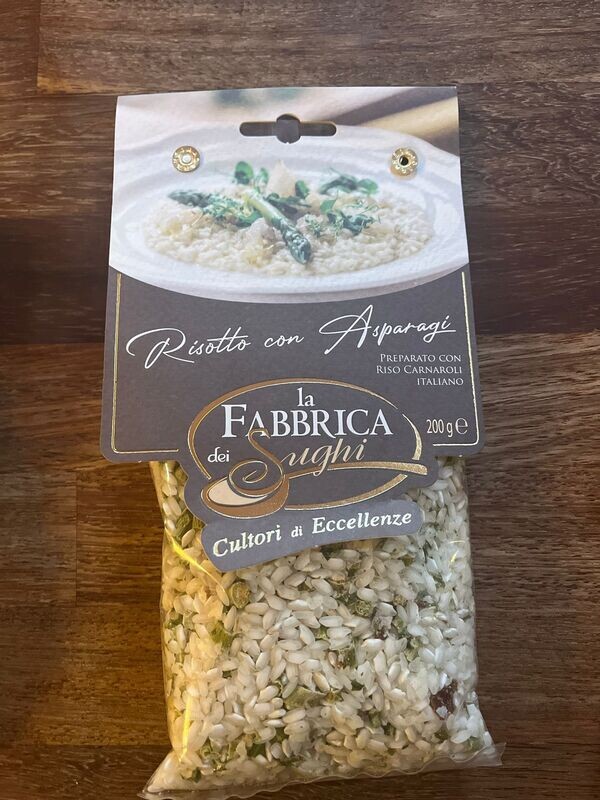 Risotto con Asparagi
PREPARATO CON
RISO CARNAROLI
ITALIANO
la
FABBRICA
dei Sughi
200 g ℮
Cultori di Eccellenze